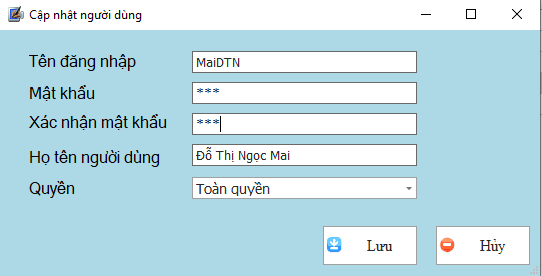 Cập nhật người dùng
Tên đăng nhập MaiDTN
Mật khẩu ***
Xác nhận mật khẩu ***
Họ tên người dùng Đỗ Thị Ngọc Mai
Quyền Toàn quyền
Lưu Hủy